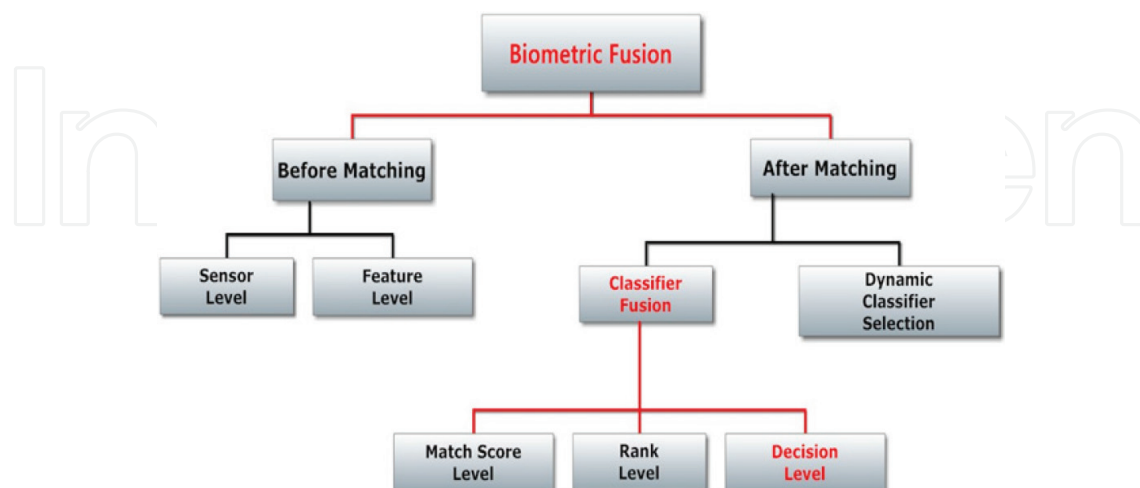 Biometric Fusion
Before Matching
After Matching
Sensor
Level
Feature
Level
Classifier
Fusion
Dynamic
Classifier
Selection
Match Score
Level
Rank
Level
Decision
Level